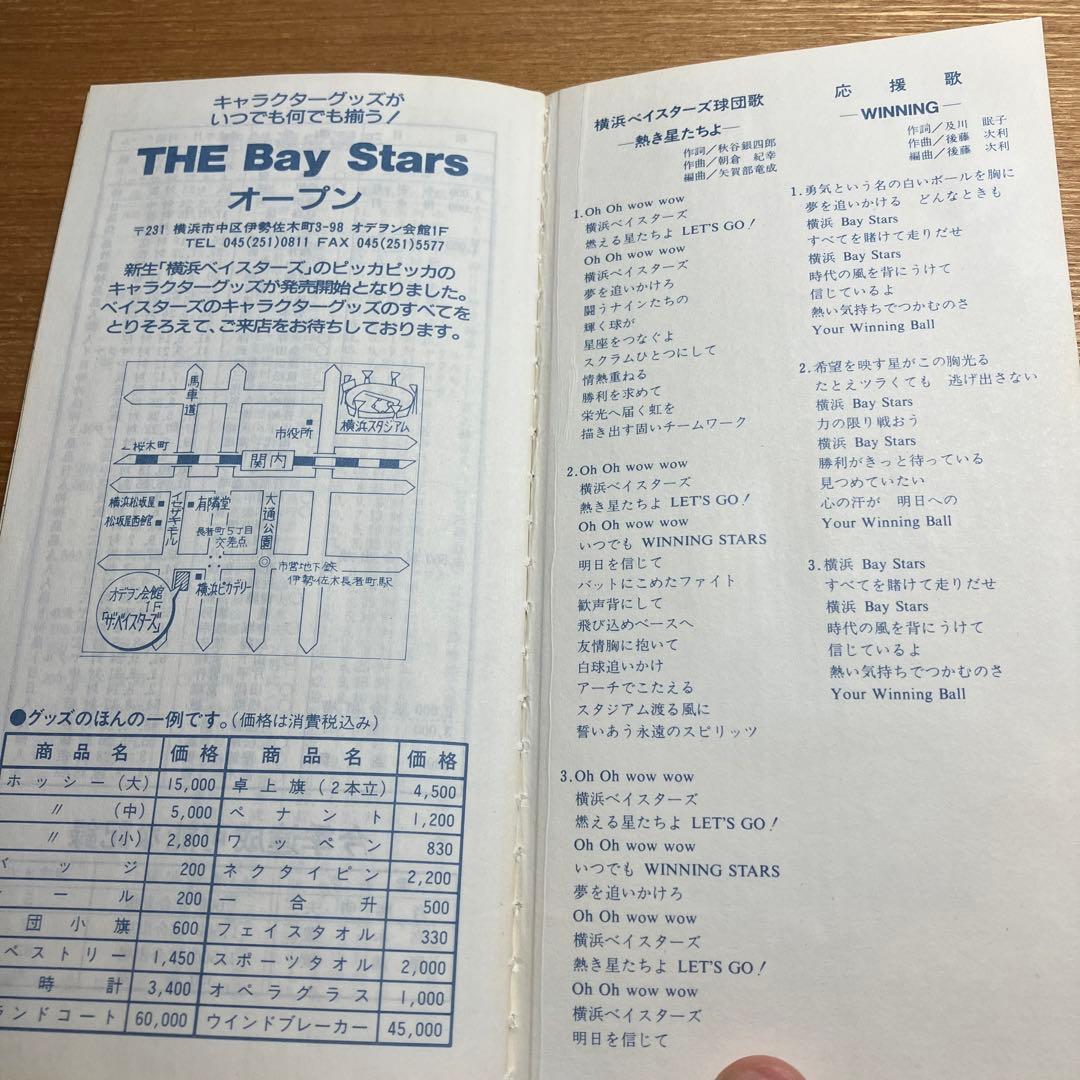 キャラクターグッズが
いつでも何でも揃う!
THE Bay Stars
オープン
〒231 横浜市中区伊勢佐木町3-98 オデヲン会館1F
TEL 045(251)0811 FAX 045(251)5577
新生「横浜ベイスターズ」のピッカピッカの
キャラクターグッズが発売開始となりました。
ベイスターズのキャラクターグッズのすべてを
とりそろえて、ご来店をお待ちしております。
馬車道
市役所
横浜スタジアム
←桜木町
関内
横浜松坂屋
松坂屋西館
イセザキモール
有隣堂
長者町5丁目
交差点
大通公園
市営地下鉄
伊勢佐木長者町駅
横浜ピカデリー
オデヲン会館
1F
「ザ・ベイスターズ」
●グッズのほんの一例です。(価格は消費税込み)
商品名 価格 商品名 価格
ホッシー(大) 15,000 卓上旗(2本立) 4,500
〃 (中) 5,000 ペナント 1,200
〃 (小) 2,800 ワッペン 830
ッジ 200 ネクタイピン 2,200
ール 200 一合升 500
団小旗 600 フェイスタオル 330
ペストリー 1,450 スポーツタオル 2,000
時計 3,400 オペラグラス 1,000
ランドコート 60,000 ウインドブレーカー 45,000
横浜ベイスターズ球団歌
―熱き星たちよ―
作詞/秋谷銀四郎
作曲/朝倉 紀幸
編曲/矢賀部竜成
1.Oh Oh wow wow
横浜ベイスターズ
燃える星たちよ LET'S GO!
Oh Oh wow wow
横浜ベイスターズ
夢を追いかけろ
闘うナインたちの
輝く球が
星座をつなぐよ
スクラムひとつにして
情熱重ねる
勝利を求めて
栄光へ届く虹を
描き出す固いチームワーク
2.Oh Oh wow wow
横浜ベイスターズ
熱き星たちよ LET'S GO!
Oh Oh wow wow
いつでも WINNING STARS
明日を信じて
バットにこめたファイト
歓声背にして
飛び込めベースへ
友情胸に抱いて
白球追いかけ
アーチでこたえる
スタジアム渡る風に
誓いあう永遠のスピリッツ
3.Oh Oh wow wow
横浜ベイスターズ
燃える星たちよ LET'S GO!
Oh Oh wow wow
いつでも WINNING STARS
夢を追いかけろ
Oh Oh wow wow
横浜ベイスターズ
熱き星たちよ LET'S GO!
Oh Oh wow wow
横浜ベイスターズ
明日を信じて
応援歌
―WINNING―
作詞/及川 眠子
作曲/後藤 次利
編曲/後藤 次利
1.勇気という名の白いボールを胸に
夢を追いかける どんなときも
横浜 Bay Stars
すべてを賭けて走りだせ
横浜 Bay Stars
時代の風を背にうけて
信じているよ
熱い気持ちでつかむのさ
Your Winning Ball
2.希望を映す星がこの胸光る
たとえツラくても 逃げ出さない
横浜 Bay Stars
力の限り戦おう
横浜 Bay Stars
勝利がきっと待っている
見つめていたい
心の汗が 明日への
Your Winning Ball
3.横浜 Bay Stars
すべてを賭けて走りだせ
横浜 Bay Stars
時代の風を背にうけて
信じているよ
熱い気持ちでつかむのさ
Your Winning Ball